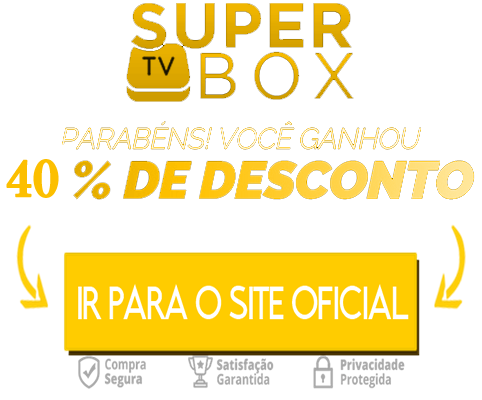 SUPER
TV BOX
PARABÉNS! VOCÊ GANHOU
40 % DE DESCONTO
IR PARA O SITE OFICIAL
Compra Segura
Satisfação Garantida
Privacidade Protegida